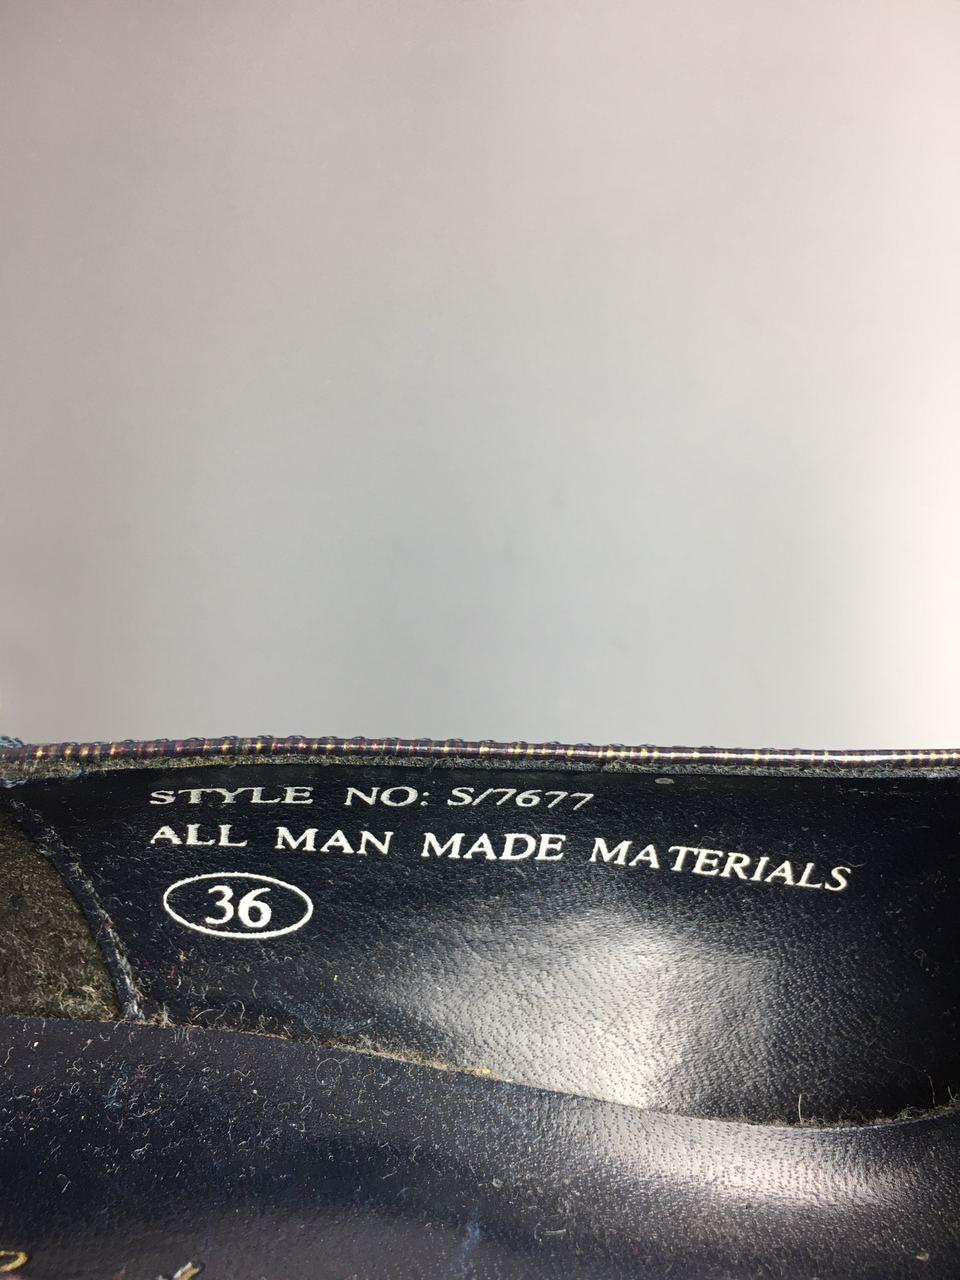 STYLE NO: S/7677
ALL MAN MADE MATERIALS
36